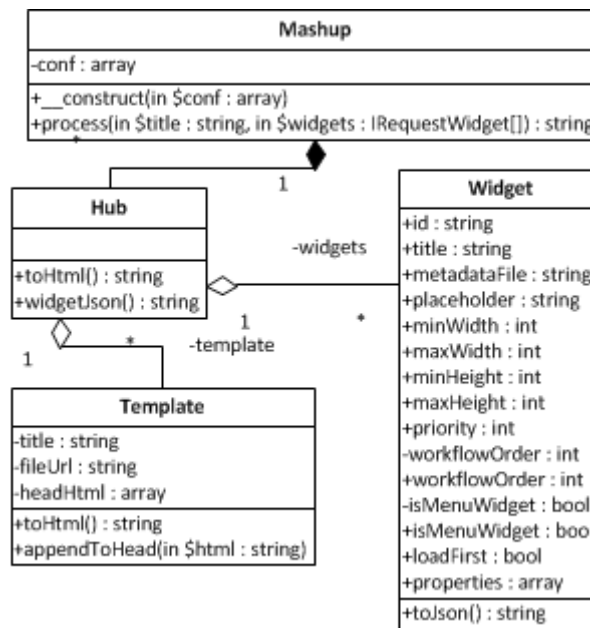 Mashup
-conf : array
+__construct(in $conf : array)
+process(in $title : string, in $widgets : IRequestWidget[]) : string
*
1
Hub
+toHtml() : string
+widgetJson() : string
-widgets
1
*
1
*
-template
Template
-title : string
-fileUrl : string
-headHtml : array
+toHtml() : string
+appendToHead(in $html : string)
Widget
+id : string
+title : string
+metadataFile : string
+placeholder : string
+minWidth : int
+maxWidth : int
+minHeight : int
+maxHeight : int
+priority : int
-workflowOrder : int
+workflowOrder : int
-isMenuWidget : bool
+isMenuWidget : bool
+loadFirst : bool
+properties : array
+toJson() : string